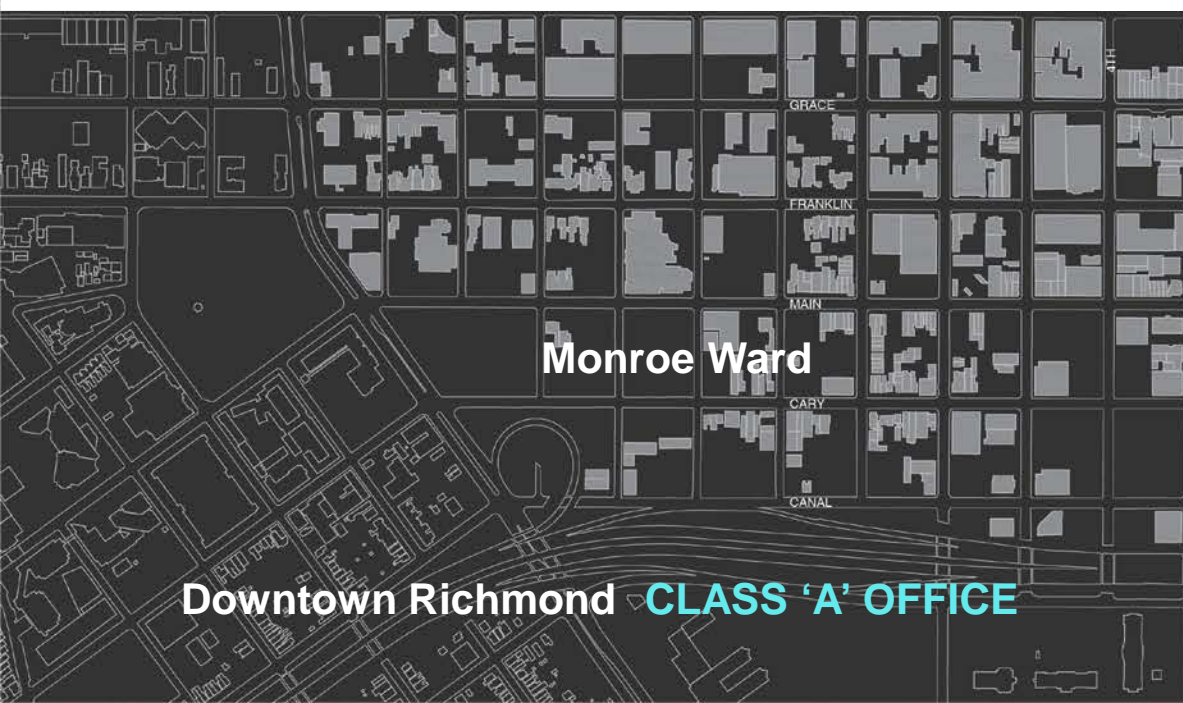 4TH
GRACE
FRANKLIN
MAIN
Monroe Ward
CARY
CANAL
Downtown Richmond CLASS ‘A’ OFFICE